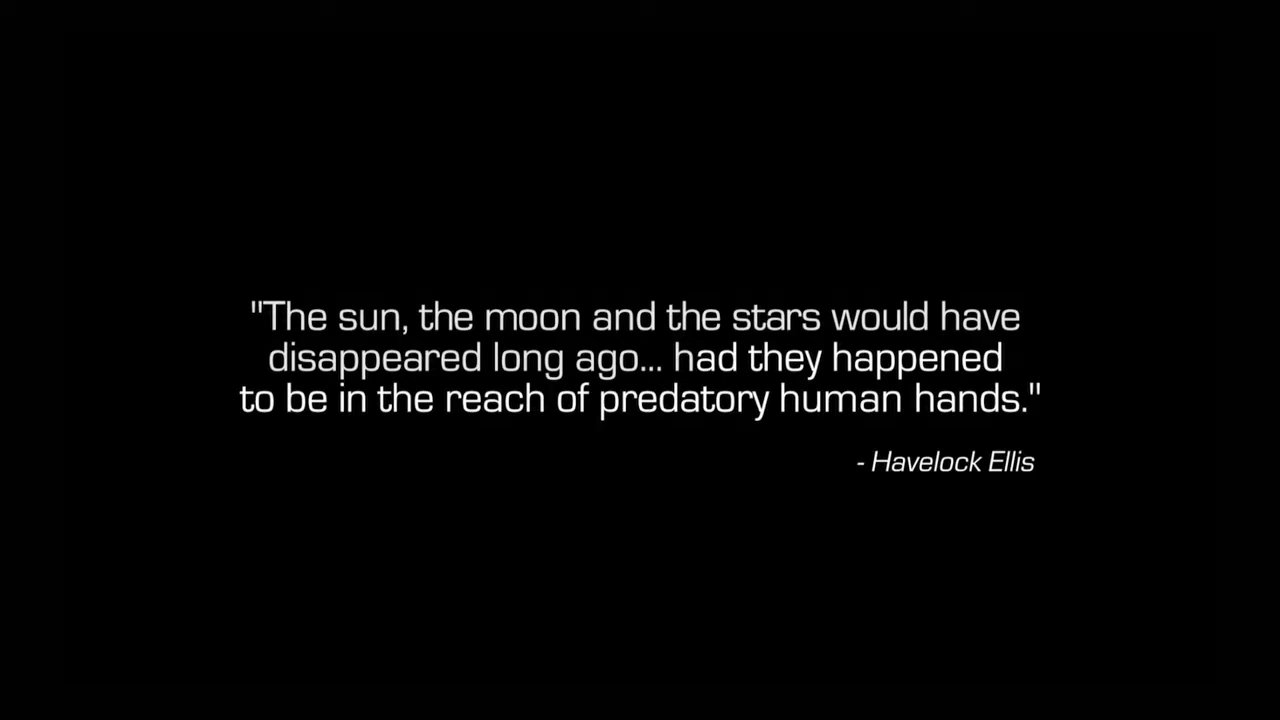 "The sun, the moon and the stars would have
disappeared long ago... had they happened
to be in the reach of predatory human hands."
- Havelock Ellis